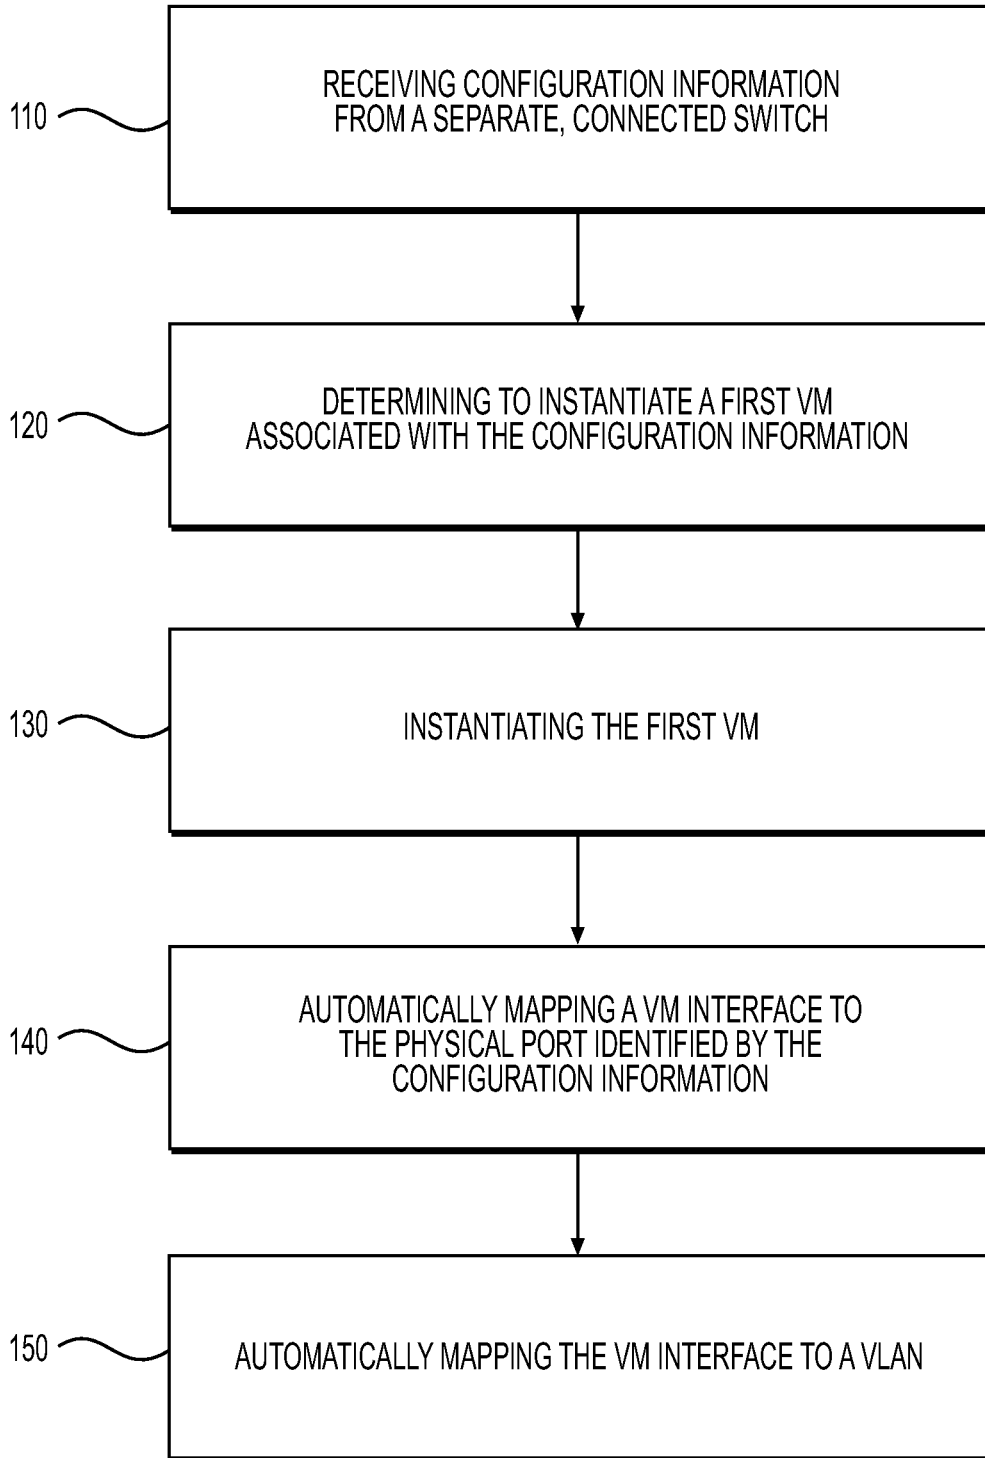 110
RECEIVING CONFIGURATION INFORMATION
FROM A SEPARATE, CONNECTED SWITCH
120
DETERMINING TO INSTANTIATE A FIRST VM
ASSOCIATED WITH THE CONFIGURATION INFORMATION
130
INSTANTIATING THE FIRST VM
140
AUTOMATICALLY MAPPING A VM INTERFACE TO
THE PHYSICAL PORT IDENTIFIED BY THE
CONFIGURATION INFORMATION
150
AUTOMATICALLY MAPPING THE VM INTERFACE TO A VLAN